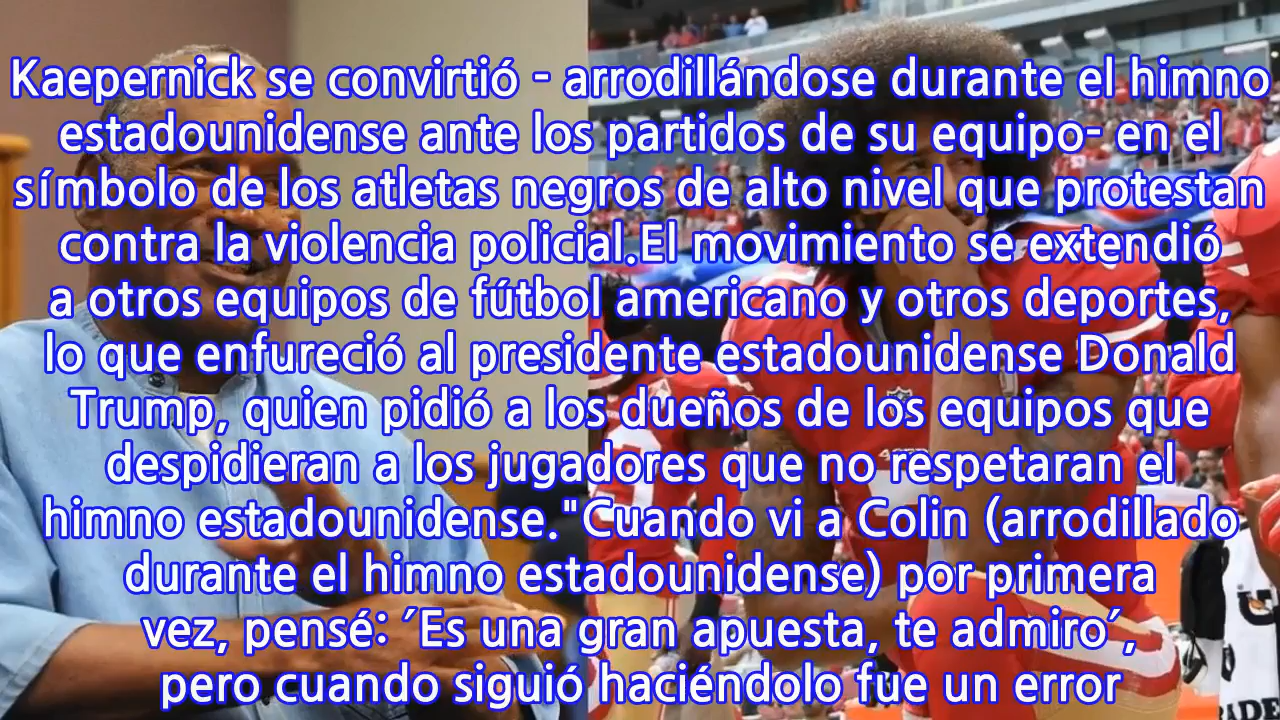 Kaepernick se convirtió - arrodillándose durante el himno
estadounidense ante los partidos de su equipo- en el
símbolo de los atletas negros de alto nivel que protestan
contra la violencia policial.El movimiento se extendió
a otros equipos de fútbol americano y otros deportes,
lo que enfureció al presidente estadounidense Donald
Trump, quien pidió a los dueños de los equipos que
despidieran a los jugadores que no respetaran el
himno estadounidense."Cuando vi a Colin (arrodillado
durante el himno estadounidense) por primera
vez, pensé: ´Es una gran apuesta, te admiro´,
pero cuando siguió haciéndolo fue un error